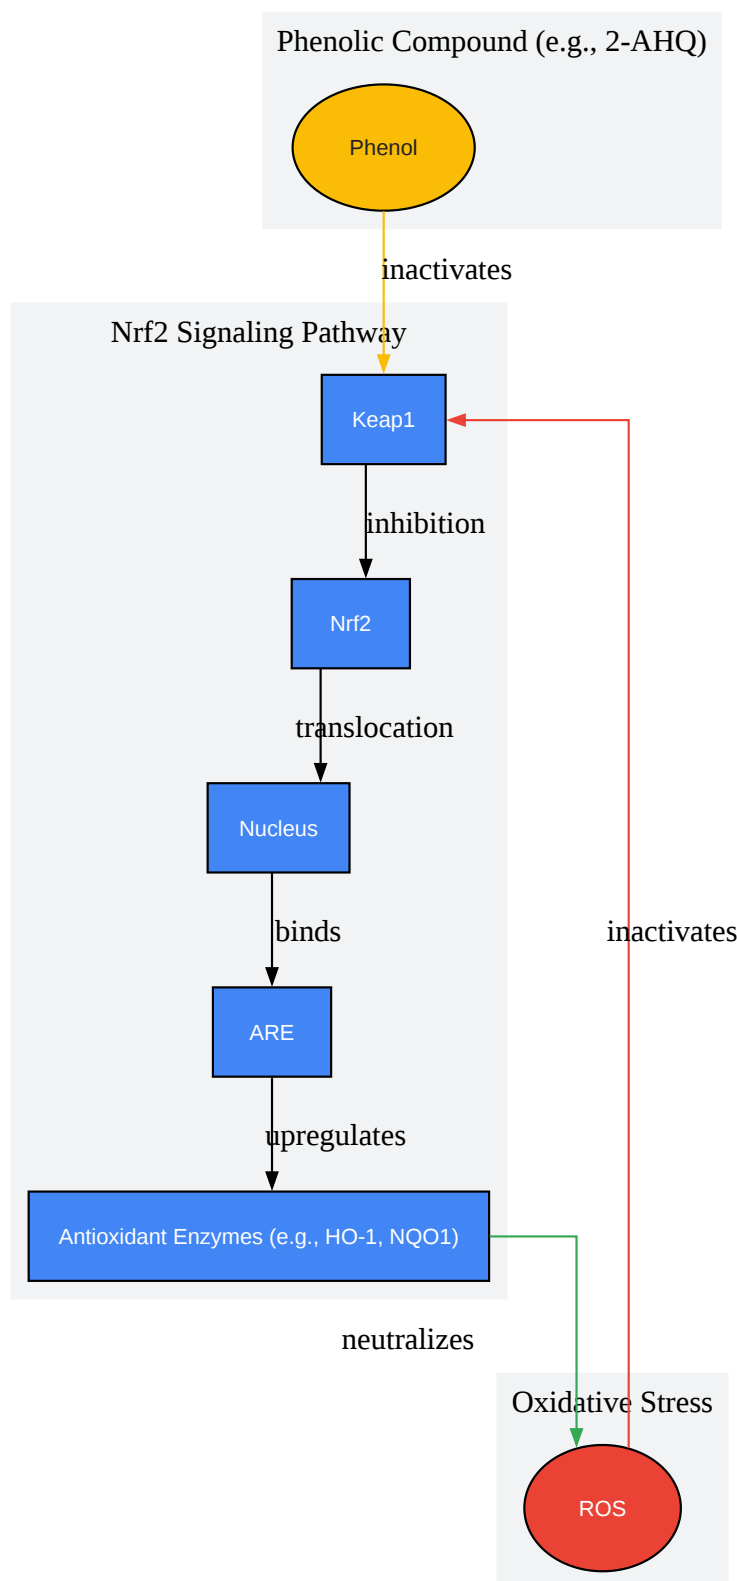 Phenolic Compound (e.g., 2-AHQ)
Phenol
inactivates
Nrf2 Signaling Pathway
Keap1
inhibition
Nrf2
translocation
Nucleus
binds
inactivates
ARE
upregulates
Antioxidant Enzymes (e.g., HO-1, NQO1)
neutralizes
Oxidative Stress
ROS